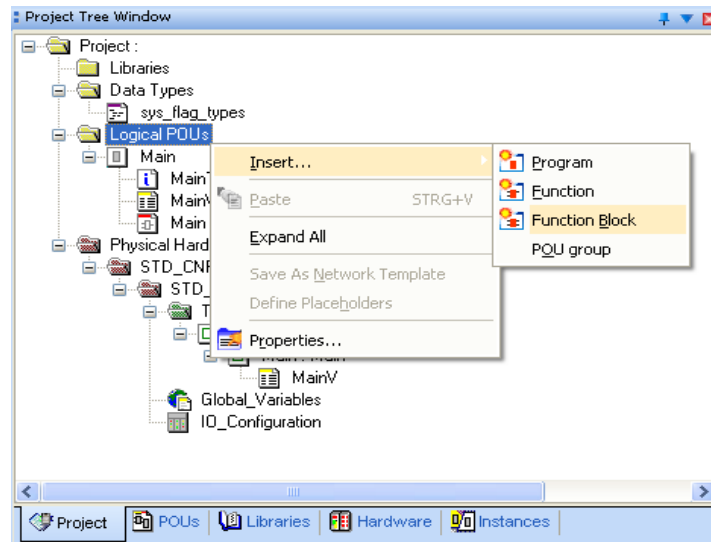 Project Tree Window
Project :
Libraries
Data Types
sys_flag_types
Logical POUs
Main
Insert...
Program
Main
Paste STRG+V
Function
Main
Function Block
Physical Hard
Expand All
POU group
STD_CNF
Save As Network Template
STD_
Define Placeholders
T
Properties...
Main : Main
MainV
Global_Variables
IO_Configuration
Project POUs Libraries Hardware Instances